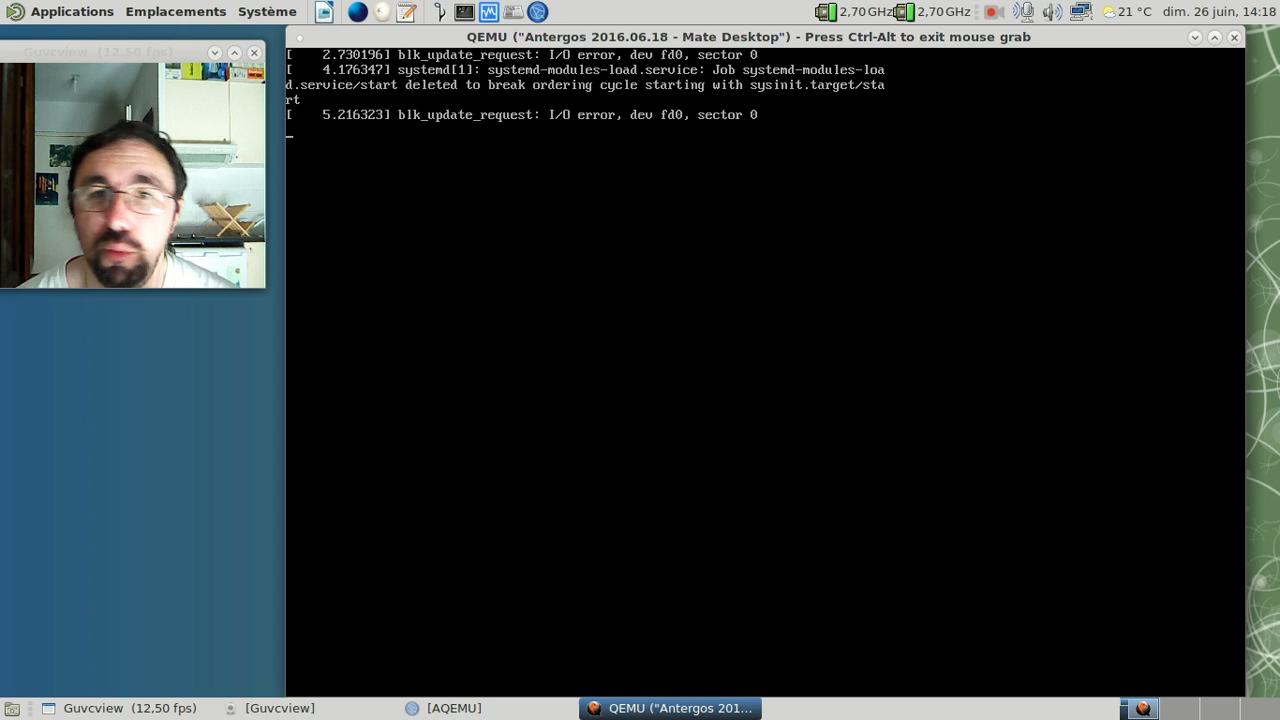 Applications Emplacements Système 2,70 GHz 2,70 GHz 21 °C dim. 26 juin, 14:18
Guvcview (12,50 fps)
QEMU ("Antergos 2016.06.18 - Mate Desktop") - Press Ctrl-Alt to exit mouse grab
[    2.730196] blk_update_request: I/O error, dev fd0, sector 0
[    4.176347] systemd[1]: systemd-modules-load.service: Job systemd-modules-loa
d.service/start deleted to break ordering cycle starting with sysinit.target/sta
rt
[    5.216323] blk_update_request: I/O error, dev fd0, sector 0
Guvcview (12,50 fps) [Guvcview] [AQEMU] QEMU ("Antergos 201...